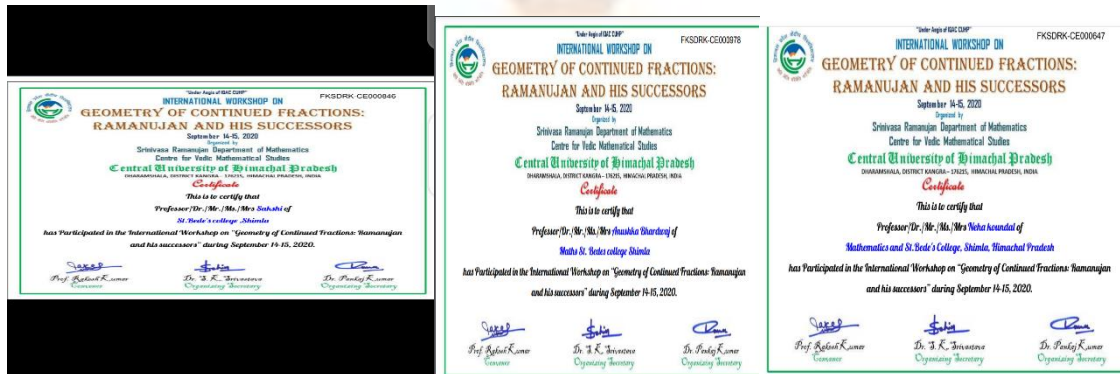 "Under Aegis of IQAC CUHP"
INTERNATIONAL WORKSHOP ON
FKSDRK-CE000846
GEOMETRY OF CONTINUED FRACTIONS:
RAMANUJAN AND HIS SUCCESSORS
September 14-15, 2020
Organized by
Srinivasa Ramanujan Department of Mathematics
Centre for Vedic Mathematical Studies
Central University of Himachal Pradesh
DHARAMSHALA, DISTRICT KANGRA – 176215, HIMACHAL PRADESH, INDIA
Certificate
This is to certify that
Professor/Dr./Mr./Ms./Mrs Sakshi of
St.Bede's college ,Shimla
has Participated in the International Workshop on "Geometry of Continued Fractions: Ramanujan
and his successors" during September 14-15, 2020.
Prof. Rakesh Kumar
Convener
Dr. S. K. Srivastava
Organizing Secretary
Dr. Pankaj Kumar
Organizing Secretary
"Under Aegis of IQAC CUHP"
FKSDRK-CE000978
INTERNATIONAL WORKSHOP ON
GEOMETRY OF CONTINUED FRACTIONS:
RAMANUJAN AND HIS SUCCESSORS
September 14-15, 2020
Organized by
Srinivasa Ramanujan Department of Mathematics
Centre for Vedic Mathematical Studies
Central University of Himachal Pradesh
DHARAMSHALA, DISTRICT KANGRA – 176215, HIMACHAL PRADESH, INDIA
Certificate
This is to certify that
Professor/Dr./Mr./Ms./Mrs Anushka Bhardwaj of
Maths St. Bedes college Shimla
has Participated in the International Workshop on "Geometry of Continued Fractions: Ramanujan
and his successors" during September 14-15, 2020.
Prof. Rakesh Kumar
Convener
Dr. S. K. Srivastava
Organizing Secretary
Dr. Pankaj Kumar
Organizing Secretary
"Under Aegis of IQAC CUHP"
FKSDRK-CE000647
INTERNATIONAL WORKSHOP ON
GEOMETRY OF CONTINUED FRACTIONS:
RAMANUJAN AND HIS SUCCESSORS
September 14-15, 2020
Organized by
Srinivasa Ramanujan Department of Mathematics
Centre for Vedic Mathematical Studies
Central University of Himachal Pradesh
DHARAMSHALA, DISTRICT KANGRA – 176215, HIMACHAL PRADESH, INDIA
Certificate
This is to certify that
Professor/Dr./Mr./Ms./Mrs Neha koundal of
Mathematics and St.Bede's College, Shimla, Himachal Pradesh
has Participated in the International Workshop on "Geometry of Continued Fractions: Ramanujan
and his successors" during September 14-15, 2020.
Prof. Rakesh Kumar
Convener
Dr. S. K. Srivastava
Organizing Secretary
Dr. Pankaj Kumar
Organizing Secretary